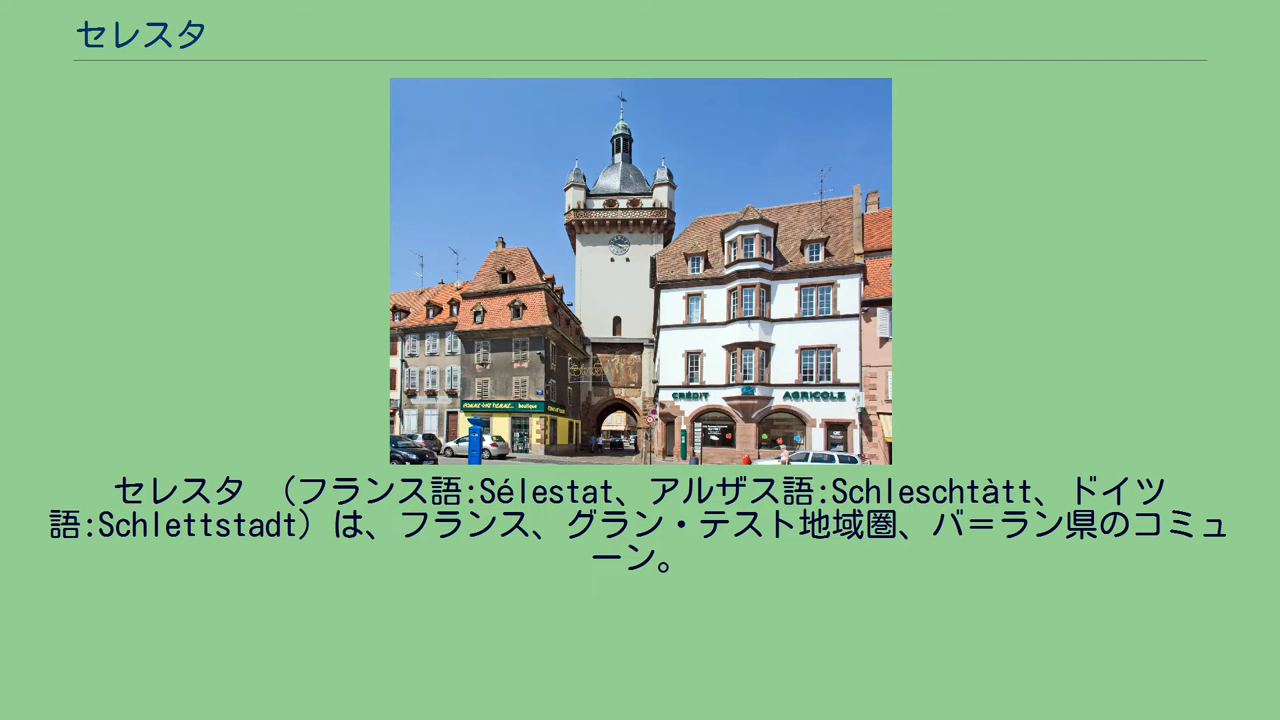 セレスタ
CRÉDIT AGRICOLE
boutique
セレスタ （フランス語:Sélestat、アルザス語:Schleschtàtt、ドイツ
語:Schlettstadt）は、フランス、グラン・テスト地域圏、バ＝ラン県のコミュ
ーン。